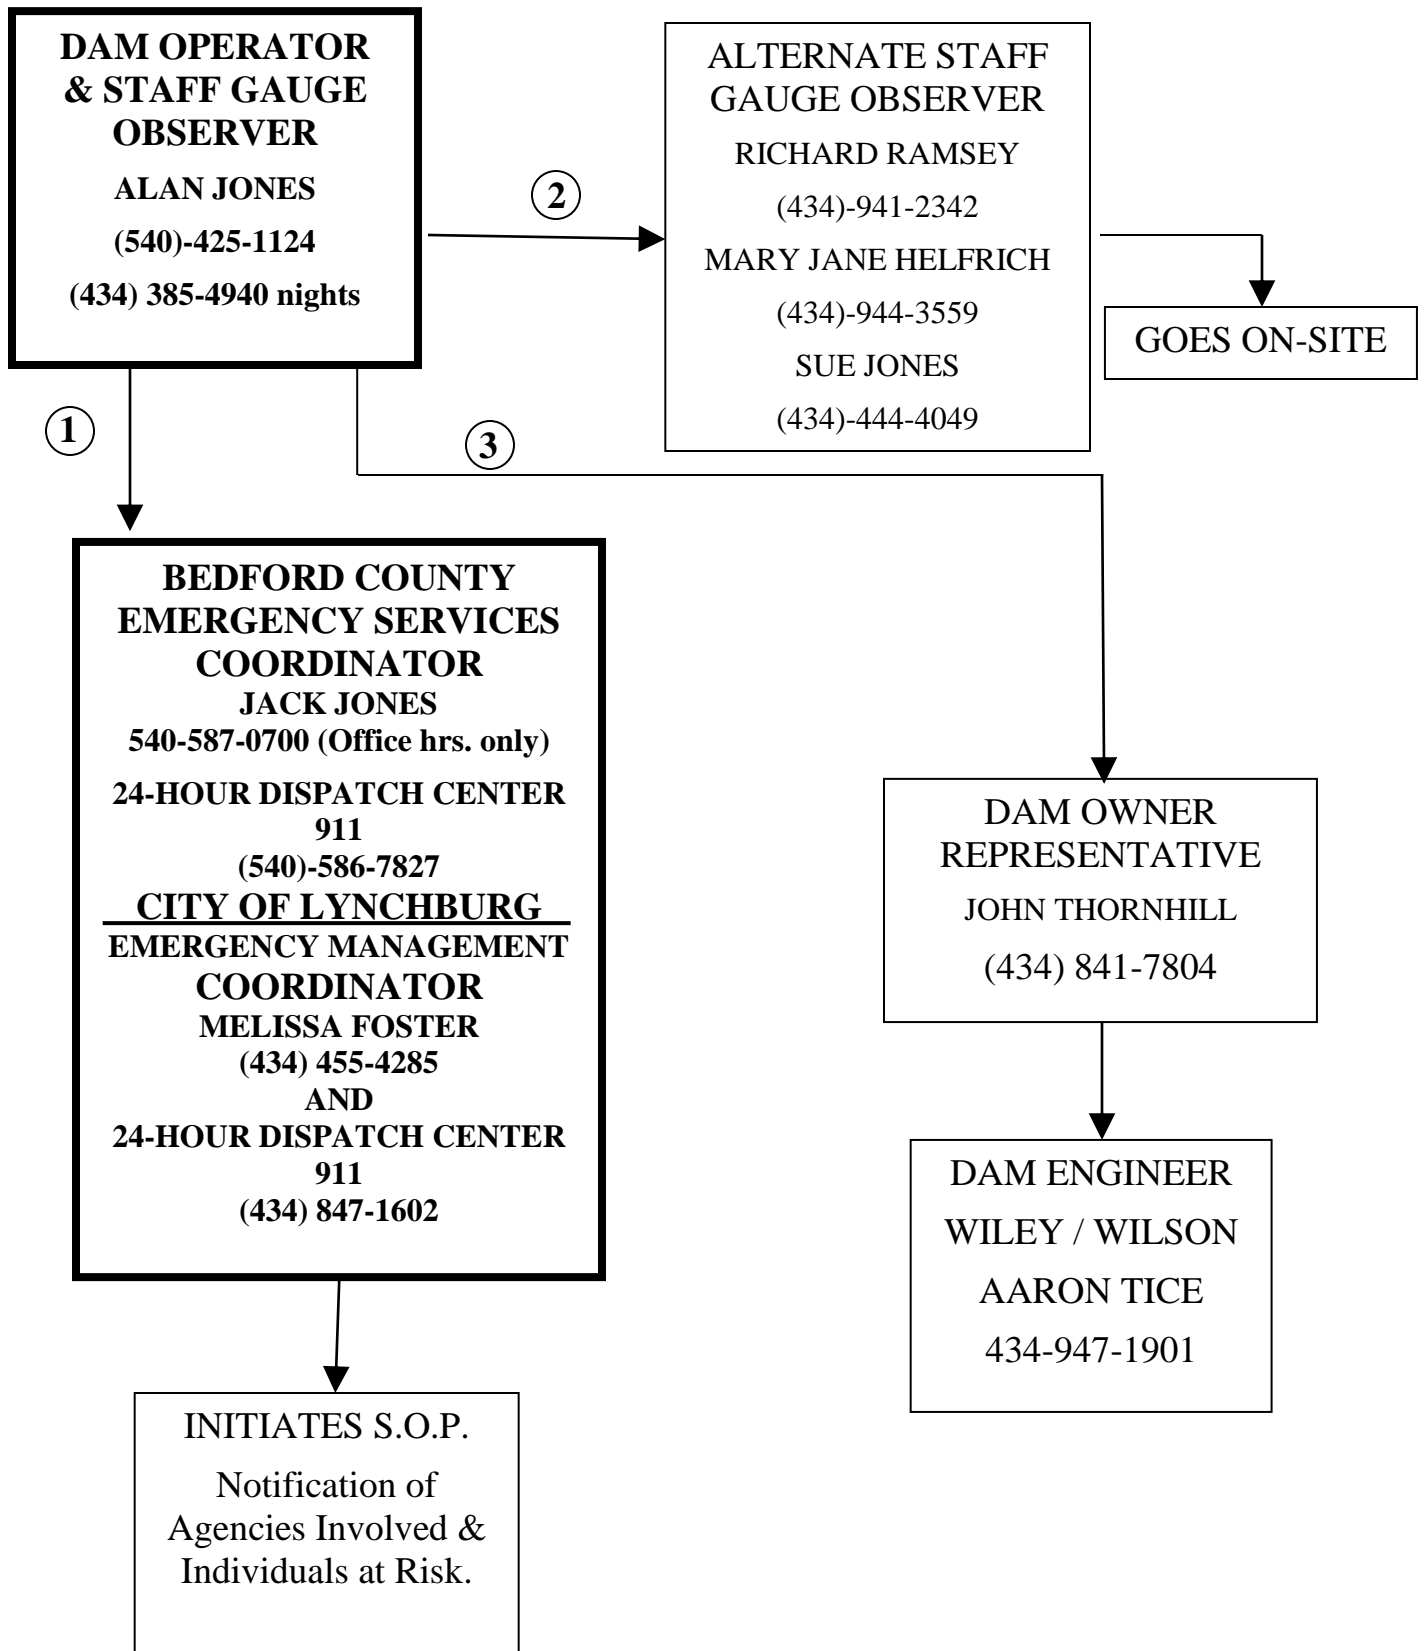 DAM OPERATOR
& STAFF GAUGE
OBSERVER
ALAN JONES
(540)-425-1124
(434) 385-4940 nights
2
ALTERNATE STAFF
GAUGE OBSERVER
RICHARD RAMSEY
(434)-941-2342
MARY JANE HELFRICH
(434)-944-3559
SUE JONES
(434)-444-4049
GOES ON-SITE
1
3
BEDFORD COUNTY
EMERGENCY SERVICES
COORDINATOR
JACK JONES
540-587-0700 (Office hrs. only)
24-HOUR DISPATCH CENTER
911
(540)-586-7827
CITY OF LYNCHBURG
EMERGENCY MANAGEMENT
COORDINATOR
MELISSA FOSTER
(434) 455-4285
AND
24-HOUR DISPATCH CENTER
911
(434) 847-1602
DAM OWNER
REPRESENTATIVE
JOHN THORNHILL
(434) 841-7804
DAM ENGINEER
WILEY / WILSON
AARON TICE
434-947-1901
INITIATES S.O.P.
Notification of
Agencies Involved &
Individuals at Risk.